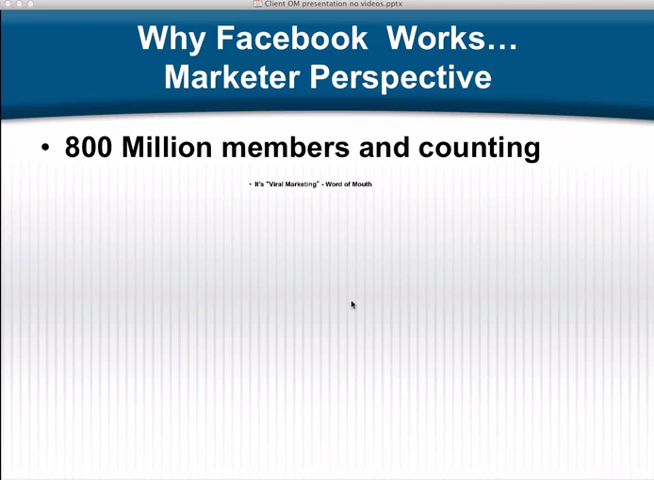 Client OM presentation no videos.pptx
Why Facebook Works...
Marketer Perspective
• 800 Million members and counting
• It's "Viral Marketing" - Word of Mouth